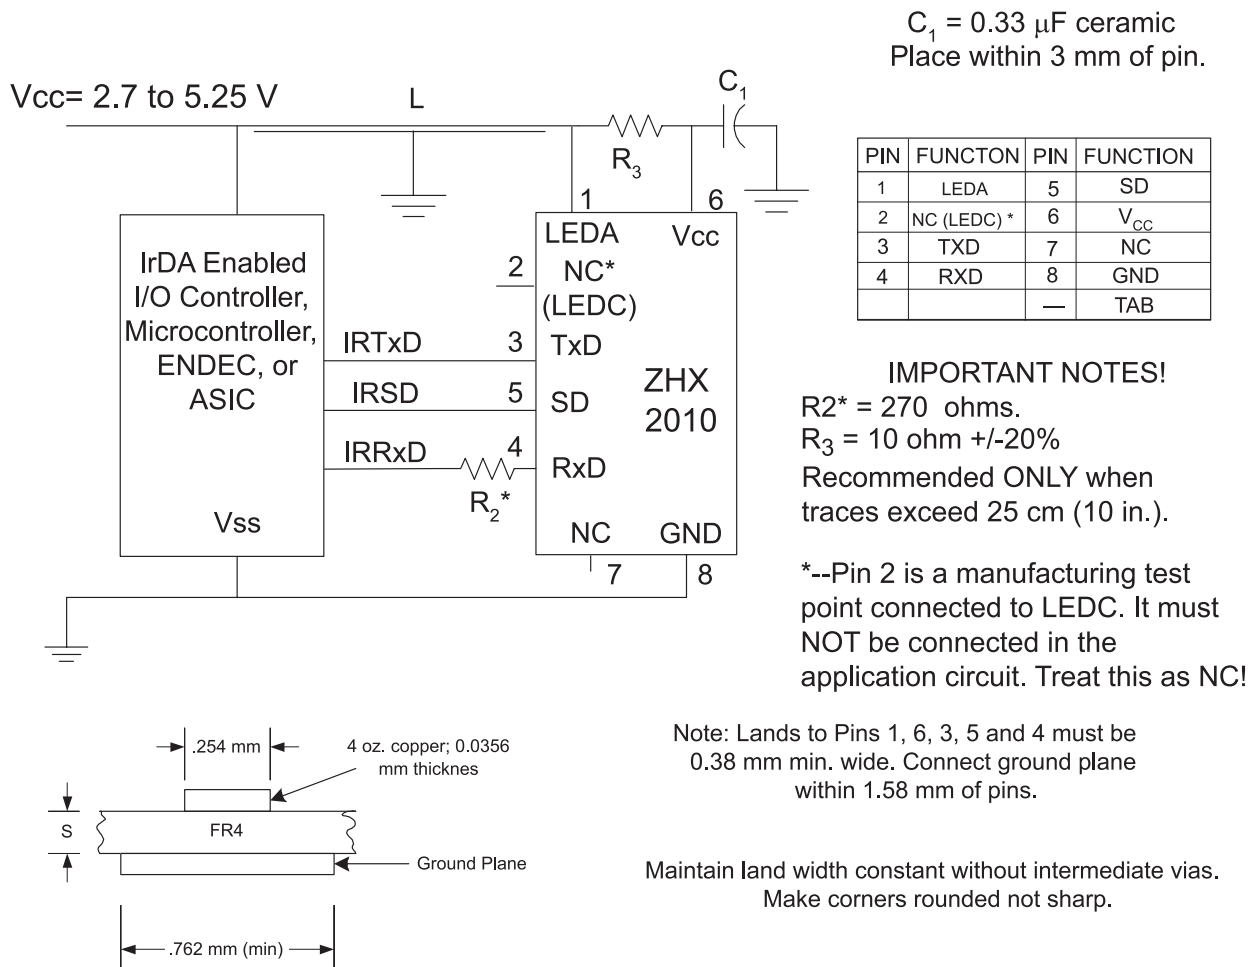 C1 = 0.33 μF ceramic
Place within 3 mm of pin.
Vcc= 2.7 to 5.25 V
L
C1
R3
PIN FUNCTON PIN FUNCTION
1 LEDA 5 SD
2 NC (LEDC) * 6 VCC
3 TXD 7 NC
4 RXD 8 GND
— TAB
1
6
LEDA
Vcc
2
NC*
(LEDC)
IrDA Enabled
I/O Controller,
Microcontroller,
ENDEC, or
ASIC
Vss
IRTxD
3
TxD
IRSD
5
SD
IRRxD
4
RxD
R2*
ZHX
2010
NC
GND
7
8
IMPORTANT NOTES!
R2* = 270 ohms.
R3 = 10 ohm +/-20%
Recommended ONLY when
traces exceed 25 cm (10 in.).
*--Pin 2 is a manufacturing test
point connected to LEDC. It must
NOT be connected in the
application circuit. Treat this as NC!
.254 mm
4 oz. copper; 0.0356
mm thicknes
S
FR4
Ground Plane
.762 mm (min)
Note: Lands to Pins 1, 6, 3, 5 and 4 must be
0.38 mm min. wide. Connect ground plane
within 1.58 mm of pins.
Maintain land width constant without intermediate vias.
Make corners rounded not sharp.